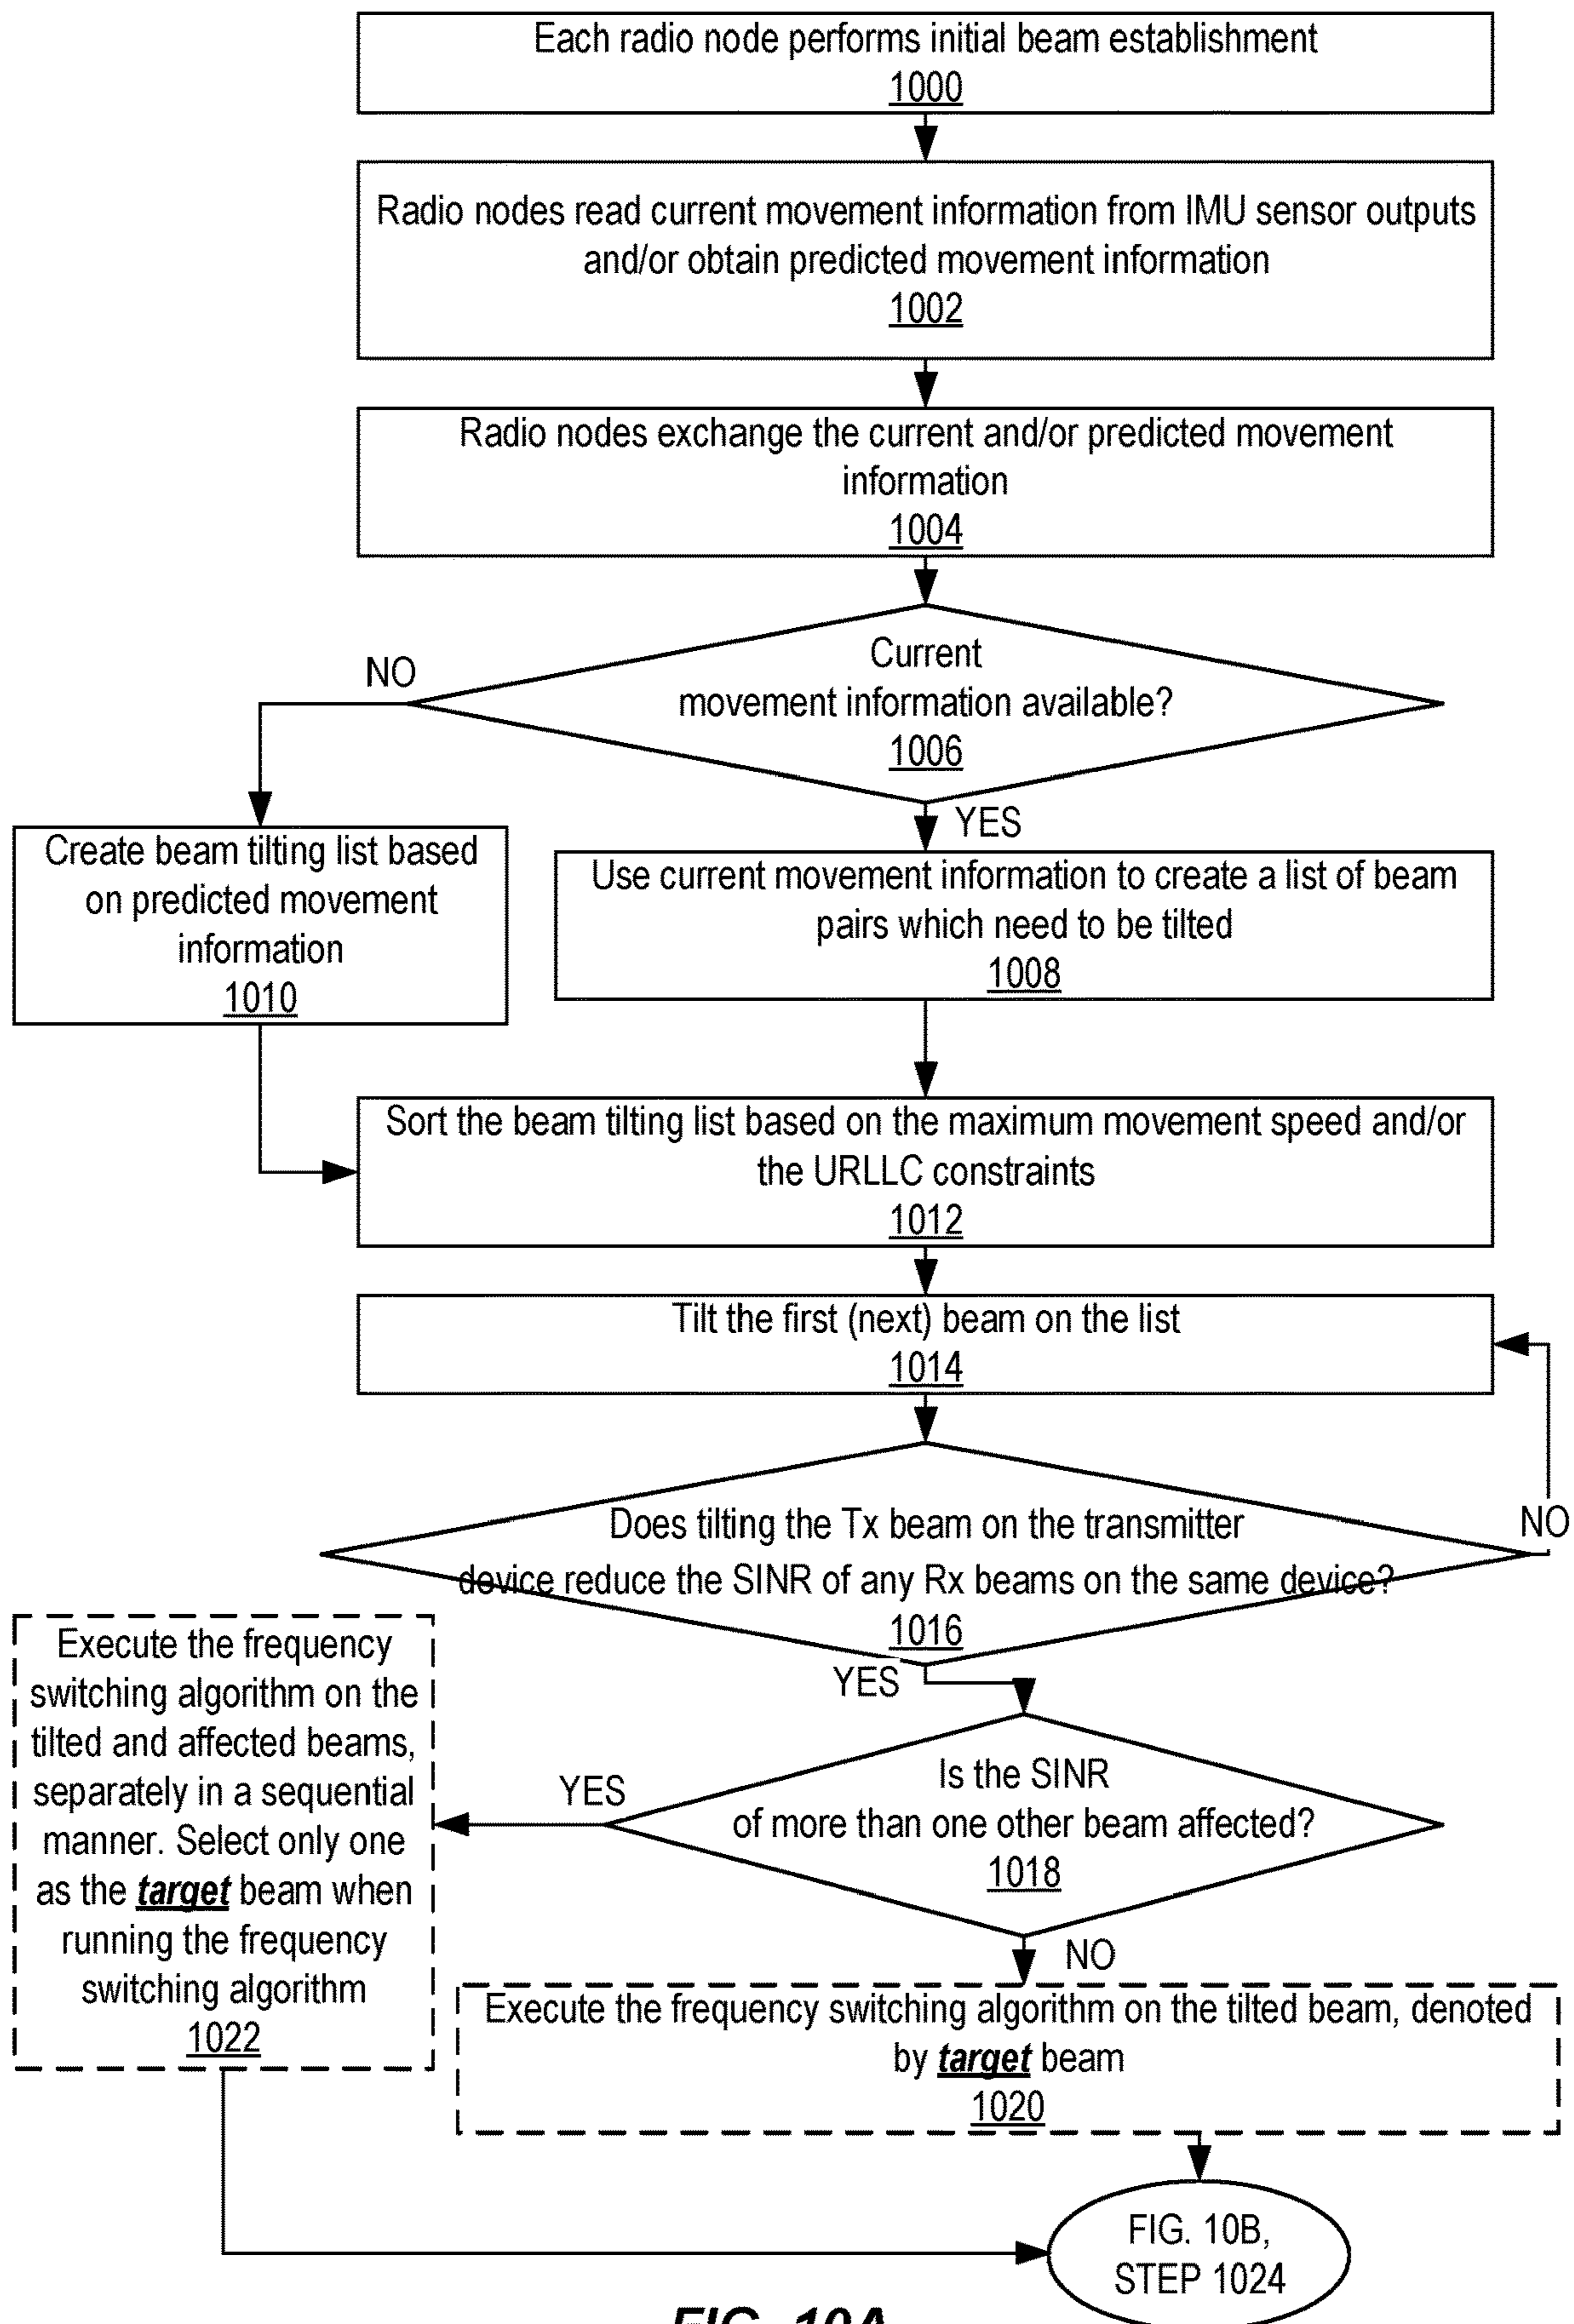 Each radio node performs initial beam establishment
1000
Radio nodes read current movement information from IMU sensor outputs
and/or obtain predicted movement information
1002
Radio nodes exchange the current and/or predicted movement
information
1004
Current
movement information available?
1006
NO
YES
Create beam tilting list based
on predicted movement
information
1010
Use current movement information to create a list of beam
pairs which need to be tilted
1008
Sort the beam tilting list based on the maximum movement speed and/or
the URLLC constraints
1012
Tilt the first (next) beam on the list
1014
Does tilting the Tx beam on the transmitter
device reduce the SINR of any Rx beams on the same device?
1016
NO
YES
Is the SINR
of more than one other beam affected?
1018
YES
NO
Execute the frequency
switching algorithm on the
tilted and affected beams,
separately in a sequential
manner. Select only one
as the target beam when
running the frequency
switching algorithm
1022
Execute the frequency switching algorithm on the tilted beam, denoted
by target beam
1020
FIG. 10B,
STEP 1024
FIG. 10A